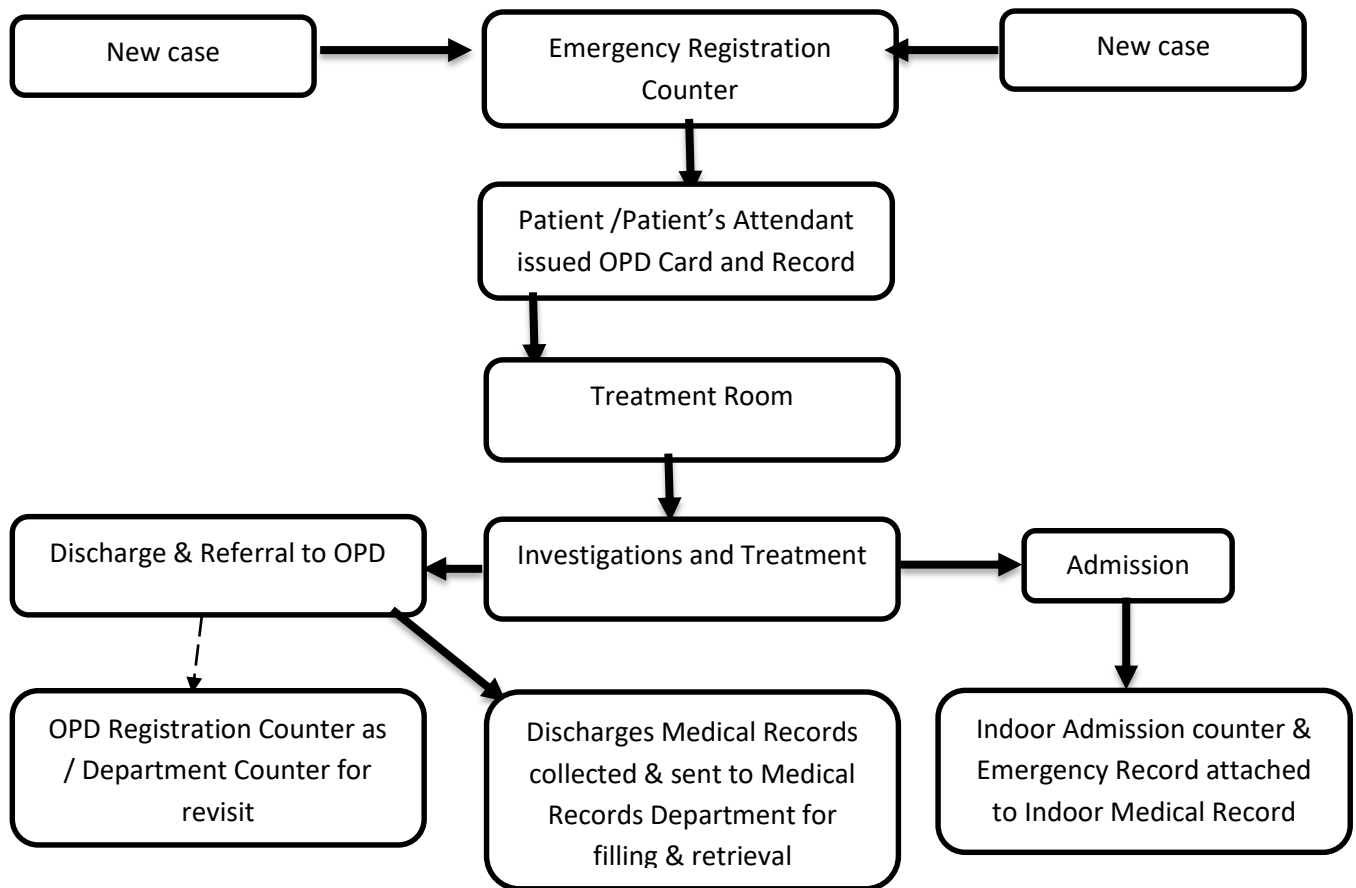 New case
Emergency Registration
Counter
New case
Patient /Patient’s Attendant
issued OPD Card and Record
Treatment Room
Discharge & Referral to OPD
Investigations and Treatment
Admission
OPD Registration Counter as
/ Department Counter for
revisit
Discharges Medical Records
collected & sent to Medical
Records Department for
filling & retrieval
Indoor Admission counter &
Emergency Record attached
to Indoor Medical Record